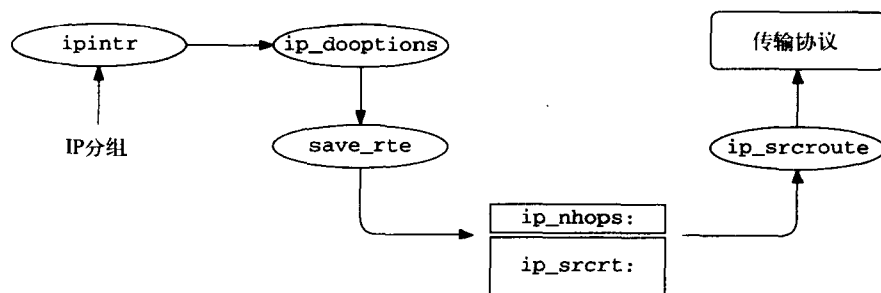 ipintr
ip_dooptions
传输协议
IP分组
save_rte
ip_srcroute
ip_nhops:
ip_srcrt: